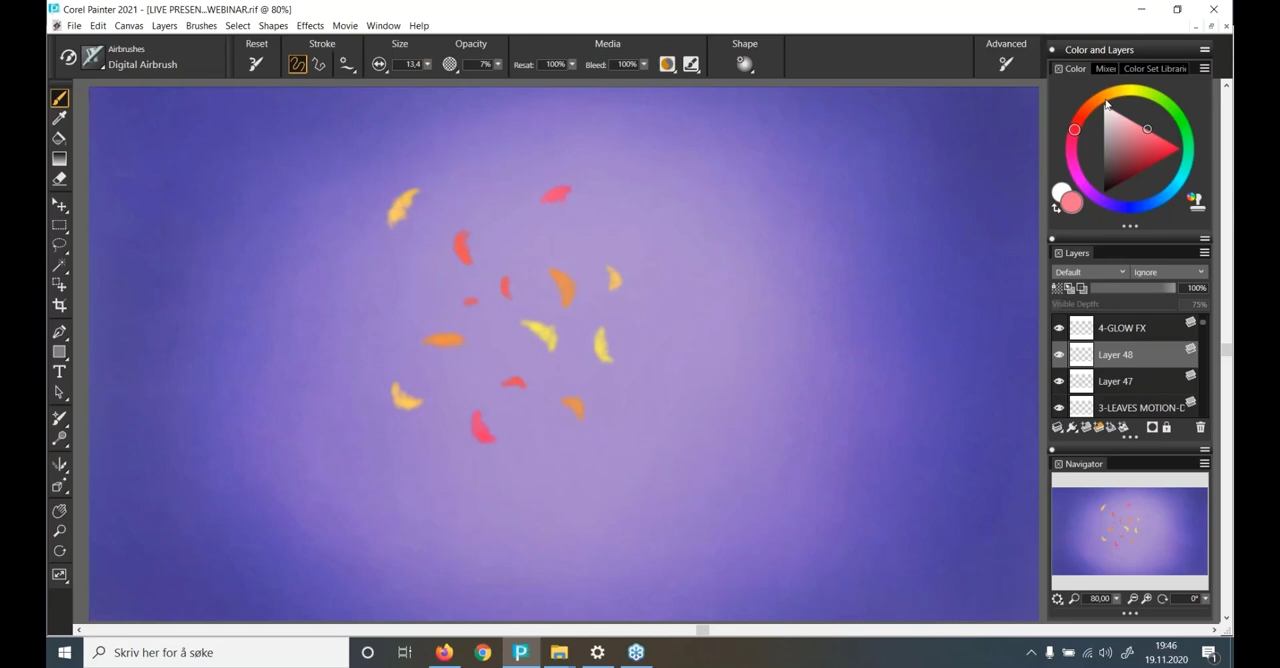 Corel Painter 2021 - [LIVE PRESEN...WEBINAR.rif @ 80%]
File Edit Canvas Layers Brushes Select Shapes Effects Movie Window Help
Airbrushes
Digital Airbrush
Reset
Stroke
Size
13,4
Opacity
7%
Media
Resat: 100%
Bleed: 100%
Shape
Advanced
Color and Layers
Color Mixer Color Set Librari
Layers
Default Ignore
100%
Visible Depth: 75%
4-GLOW FX
Layer 48
Layer 47
3-LEAVES MOTION-D
Navigator
80,00 0°
Skriv her for å søke
19:46
19.11.2020